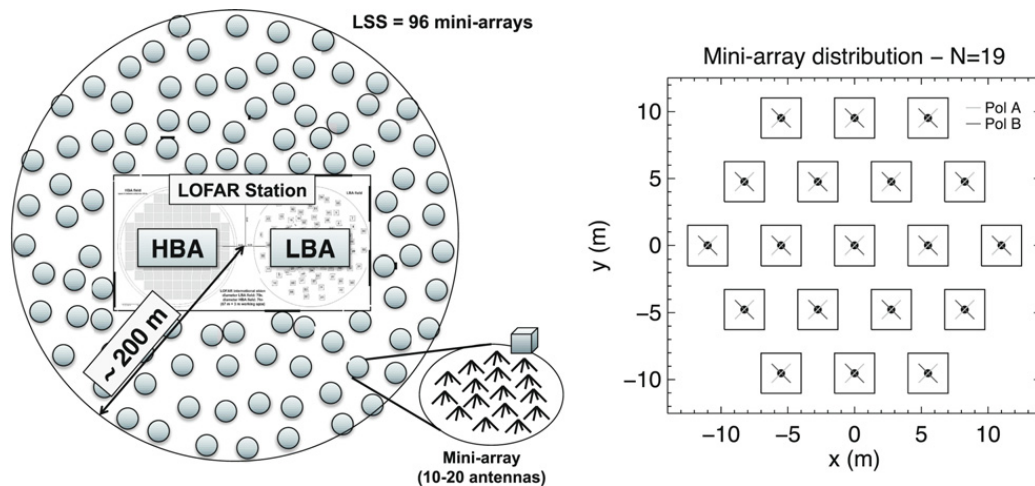 LSS = 96 mini-arrays
LOFAR Station
HBA
LBA
~ 200 m
Mini-array
(10-20 antennas)
Mini-array distribution – N=19
Pol A
Pol B
10
5
0
−5
−10
y (m)
−10 −5 0 5 10
x (m)